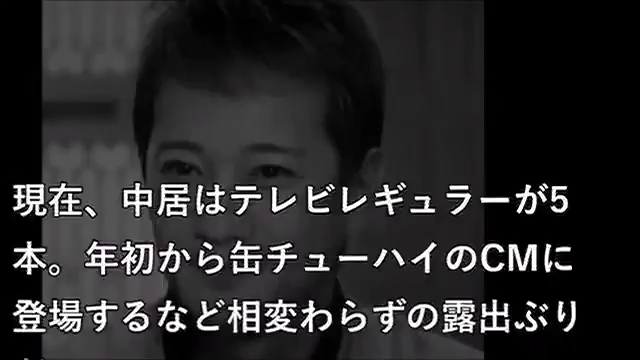 現在、中居はテレビレギュラーが5
本。年初から缶チューハイのCMに
登場するなど相変わらずの露出ぶり